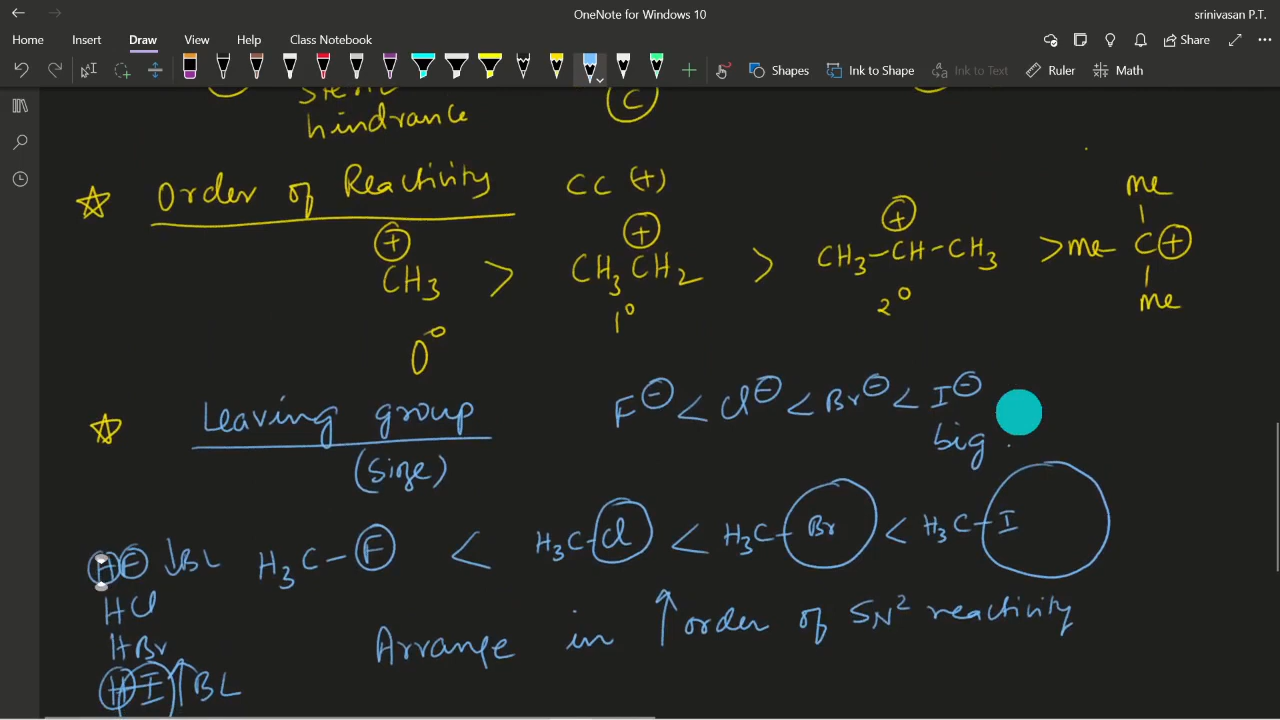 OneNote for Windows 10
srinivasan P.T.
Home Insert Draw View Help Class Notebook
Share
Shapes Ink to Shape Ink to Text Ruler Math
hindrance
C
Order of Reactivity CC (+)
⊕CH3 > CH3⊕CH2 > CH3-⊕CH-CH3 > me C⊕ me me
0° 1° 2°
Leaving group F⊖ < Cl⊖ < Br⊖ < I⊖
(Size) big
H3C-F < H3C-Cl < H3C-Br < H3C-I
HF ↓BL
HCl
HBr
HI ↑BL
Arrange in ↑ order of SN2 reactivity